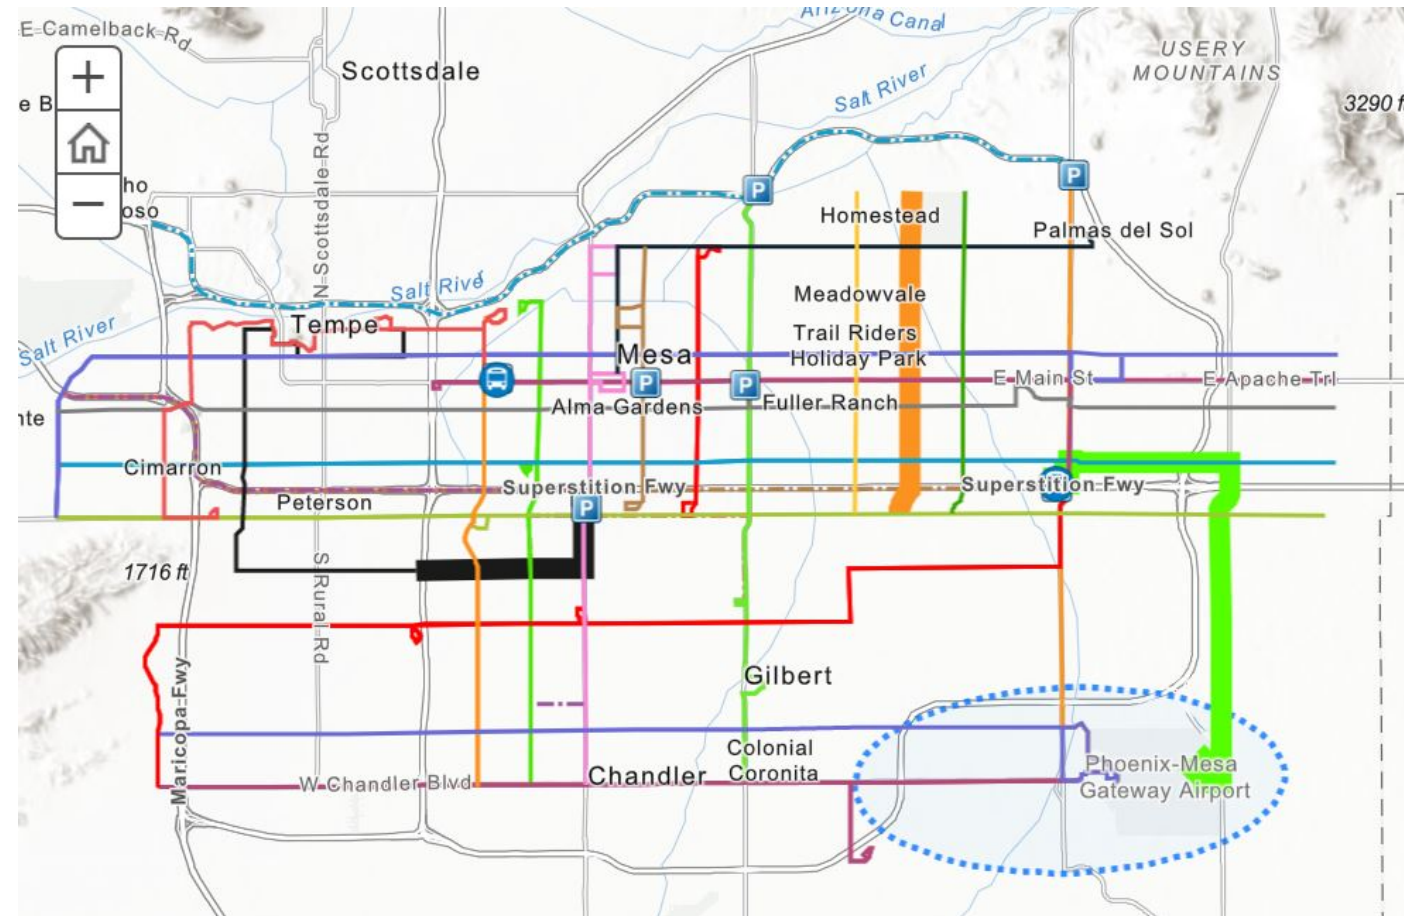 Arizona Canal
E Camelback Rd
USERY
MOUNTAINS
Scottsdale
+
Salt River
e B
3290 f
N Scottsdale Rd
P
P
ho
oso
Homestead
Palmas del Sol
Salt River
Meadowvale
Salt River
Tempe
Trail Riders
Holiday Park
Mesa
E Main St
E Apache Trl
P
P
nte
Alma Gardens
Fuller Ranch
Cimarron
Superstition Fwy
Superstition Fwy
Peterson
P
1716 ft
S Rural Rd
Maricopa Fwy
Gilbert
Colonial
Coronita
Phoenix-Mesa
Gateway Airport
W Chandler Blvd
Chandler